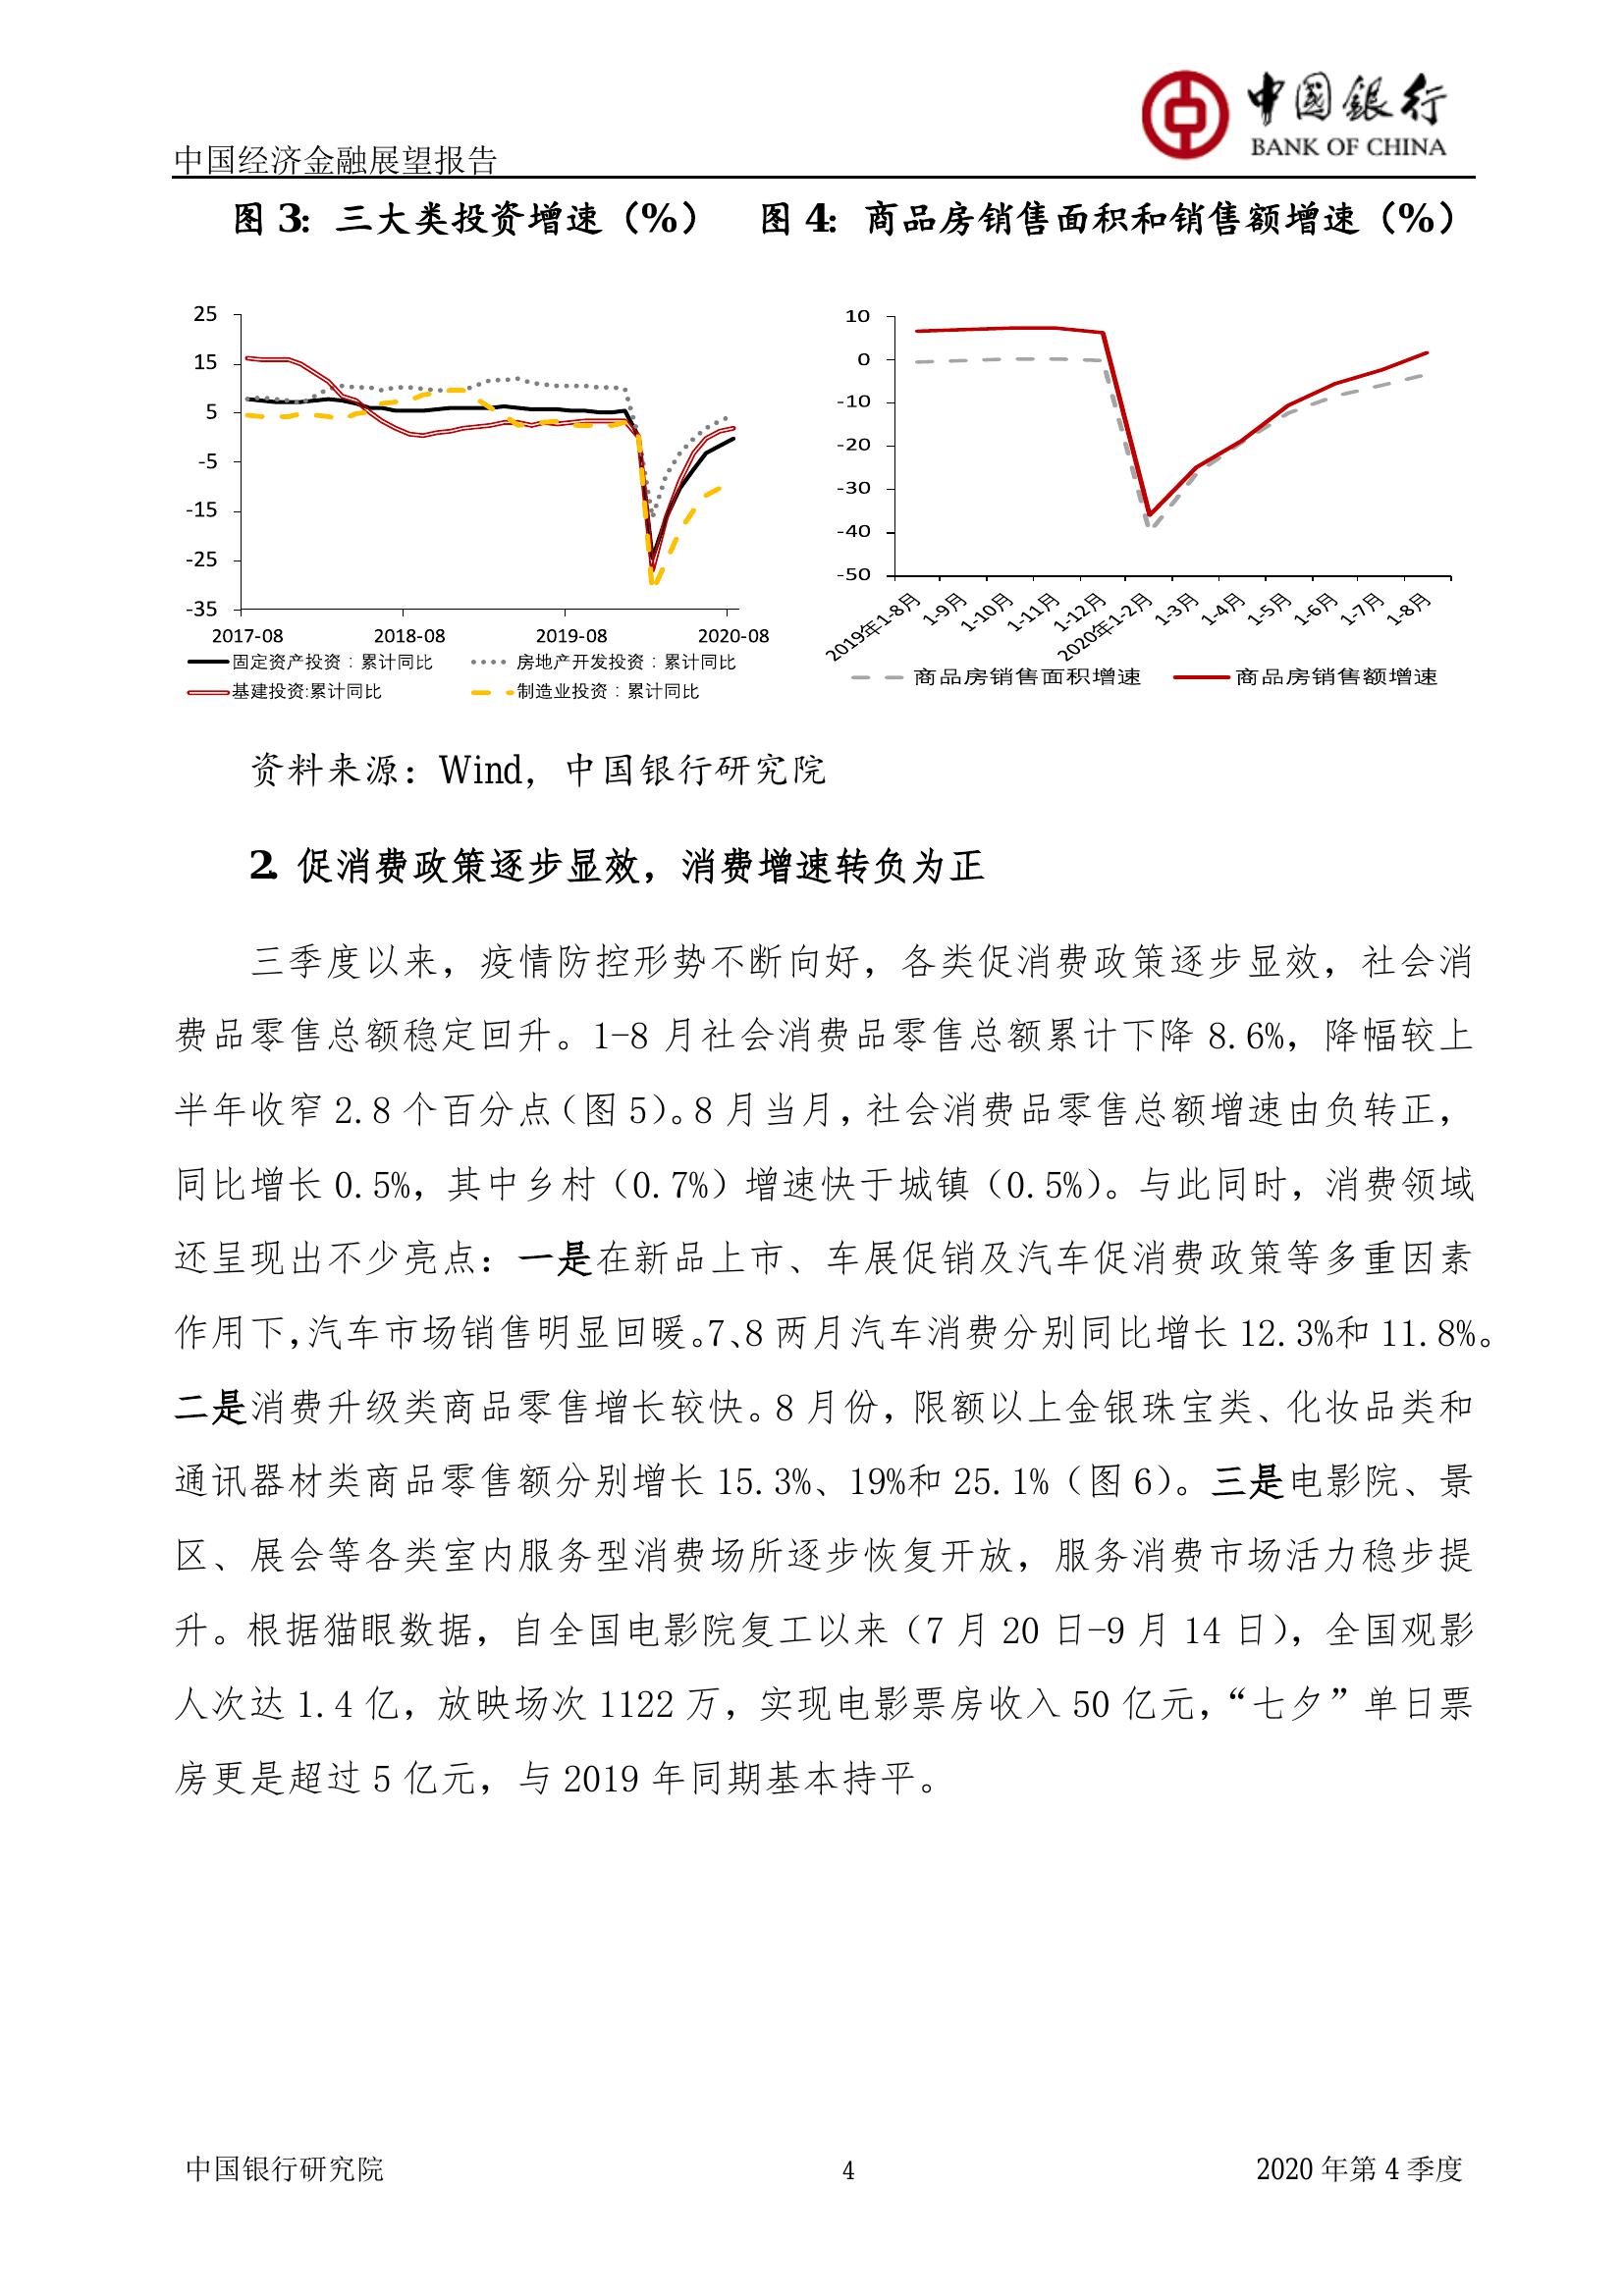 中国银行
BANK OF CHINA
中国经济金融展望报告
图 3：三大类投资增速（%）
图 4：商品房销售面积和销售额增速（%）
25
15
5
-5
-15
-25
-35
2017-08
2018-08
2019-08
2020-08
固定资产投资：累计同比
房地产开发投资：累计同比
基建投资:累计同比
制造业投资：累计同比
10
0
-10
-20
-30
-40
-50
2019年1-8月
1-9月
1-10月
1-11月
1-12月
2020年1-2月
1-3月
1-4月
1-5月
1-6月
1-7月
1-8月
商品房销售面积增速
商品房销售额增速
资料来源：Wind，中国银行研究院
2. 促消费政策逐步显效，消费增速转负为正
三季度以来，疫情防控形势不断向好，各类促消费政策逐步显效，社会消
费品零售总额稳定回升。1-8 月社会消费品零售总额累计下降 8.6%，降幅较上
半年收窄 2.8 个百分点（图 5）。8 月当月，社会消费品零售总额增速由负转正，
同比增长 0.5%，其中乡村（0.7%）增速快于城镇（0.5%）。与此同时，消费领域
还呈现出不少亮点：一是在新品上市、车展促销及汽车促消费政策等多重因素
作用下，汽车市场销售明显回暖。7、8 两月汽车消费分别同比增长 12.3%和 11.8%。
二是消费升级类商品零售增长较快。8 月份，限额以上金银珠宝类、化妆品类和
通讯器材类商品零售额分别增长 15.3%、19%和 25.1%（图 6）。三是电影院、景
区、展会等各类室内服务型消费场所逐步恢复开放，服务消费市场活力稳步提
升。根据猫眼数据，自全国电影院复工以来（7 月 20 日-9 月 14 日），全国观影
人次达 1.4 亿，放映场次 1122 万，实现电影票房收入 50 亿元，“七夕”单日票
房更是超过 5 亿元，与 2019 年同期基本持平。
中国银行研究院
4
2020 年第 4 季度